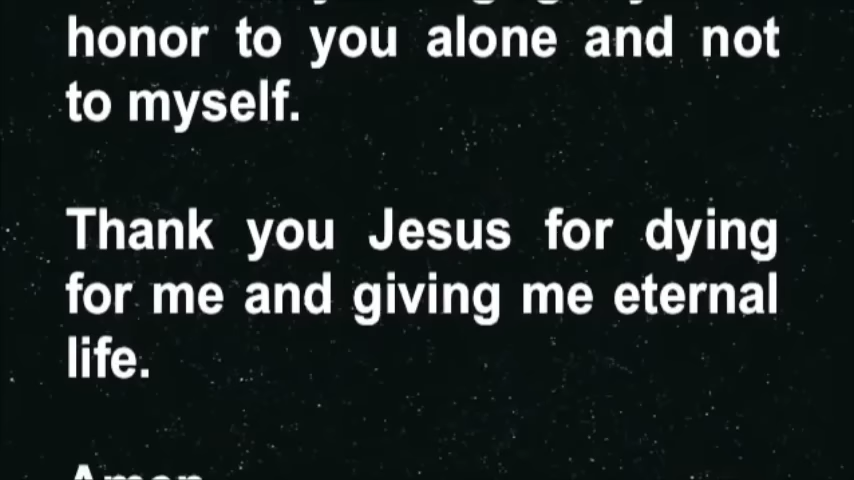 honor to you alone and not
to myself.
Thank you Jesus for dying
for me and giving me eternal
life.
Amen